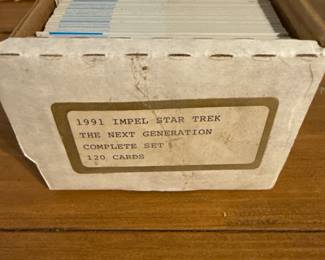 1991 IMPEL STAR TREK
THE NEXT GENERATION
COMPLETE SET
120 CARDS